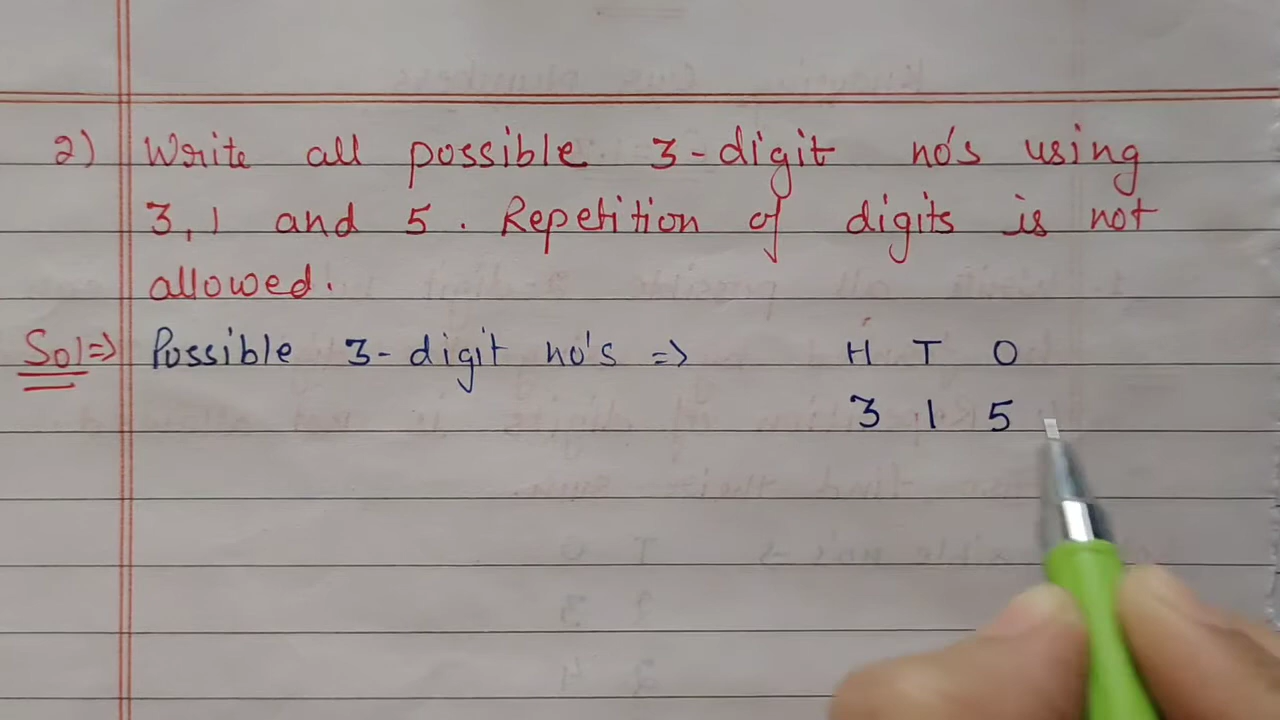 2) Write all possible 3-digit no's using
3, 1 and 5. Repetition of digits is not
allowed.
Sol⇒ Possible 3-digit no's ⇒ H T O
3 1 5